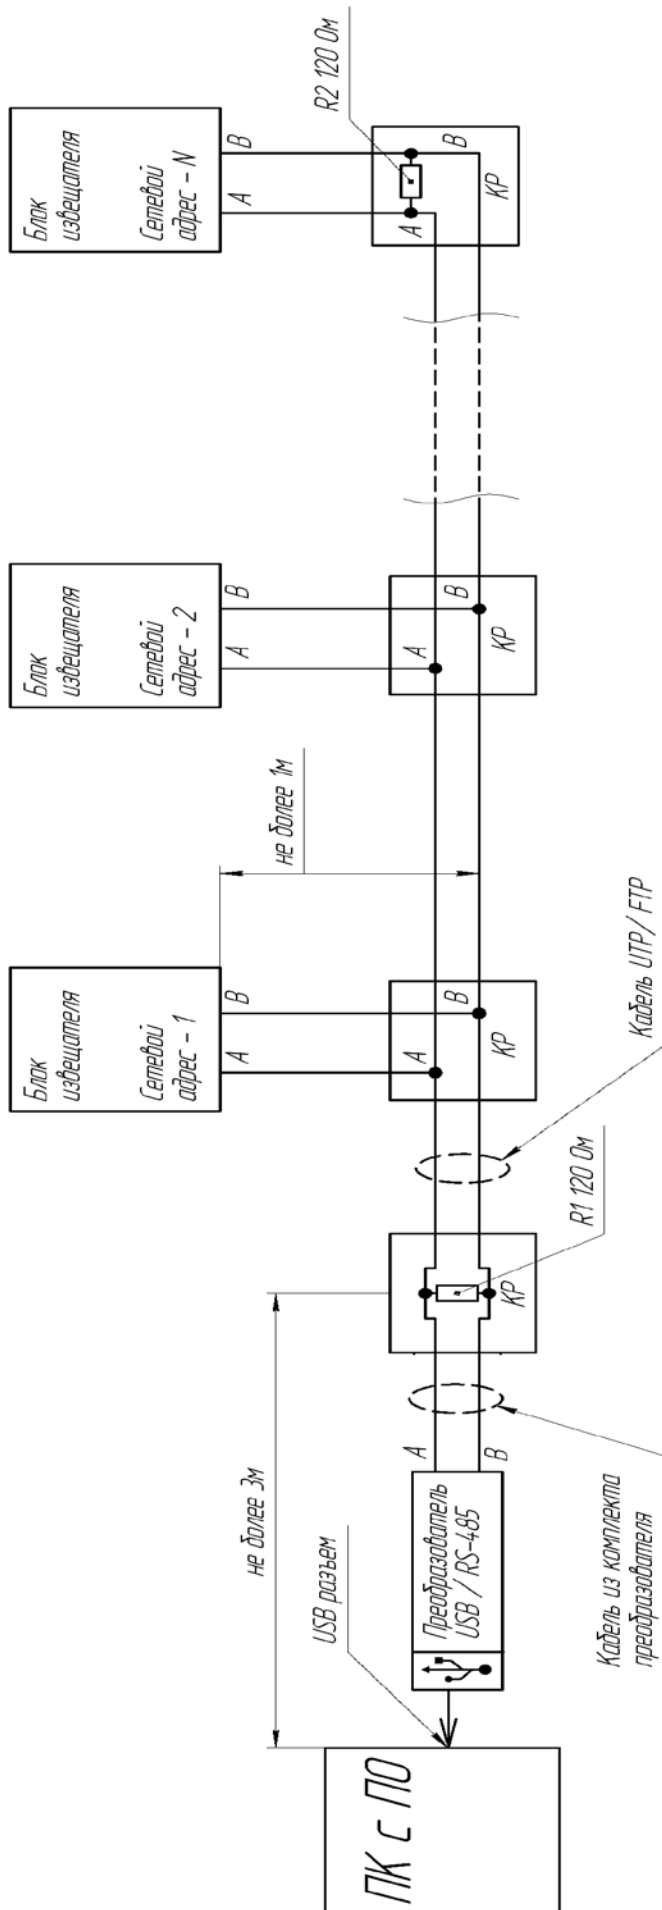 ПК с ПО
USB разъем
не более 3м
Преобразователь
USB / RS-485
A
B
Кабель из комплекта
преобразователя
КР
R1 120 Ом
Кабель UTP/ FTP
Блок
извещателя
Сетевой
адрес - 1
A
B
A
B
КР
не более 1м
Блок
извещателя
Сетевой
адрес - 2
A
B
A
B
КР
Блок
извещателя
Сетевой
адрес - N
A
B
A
B
КР
R2 120 Ом